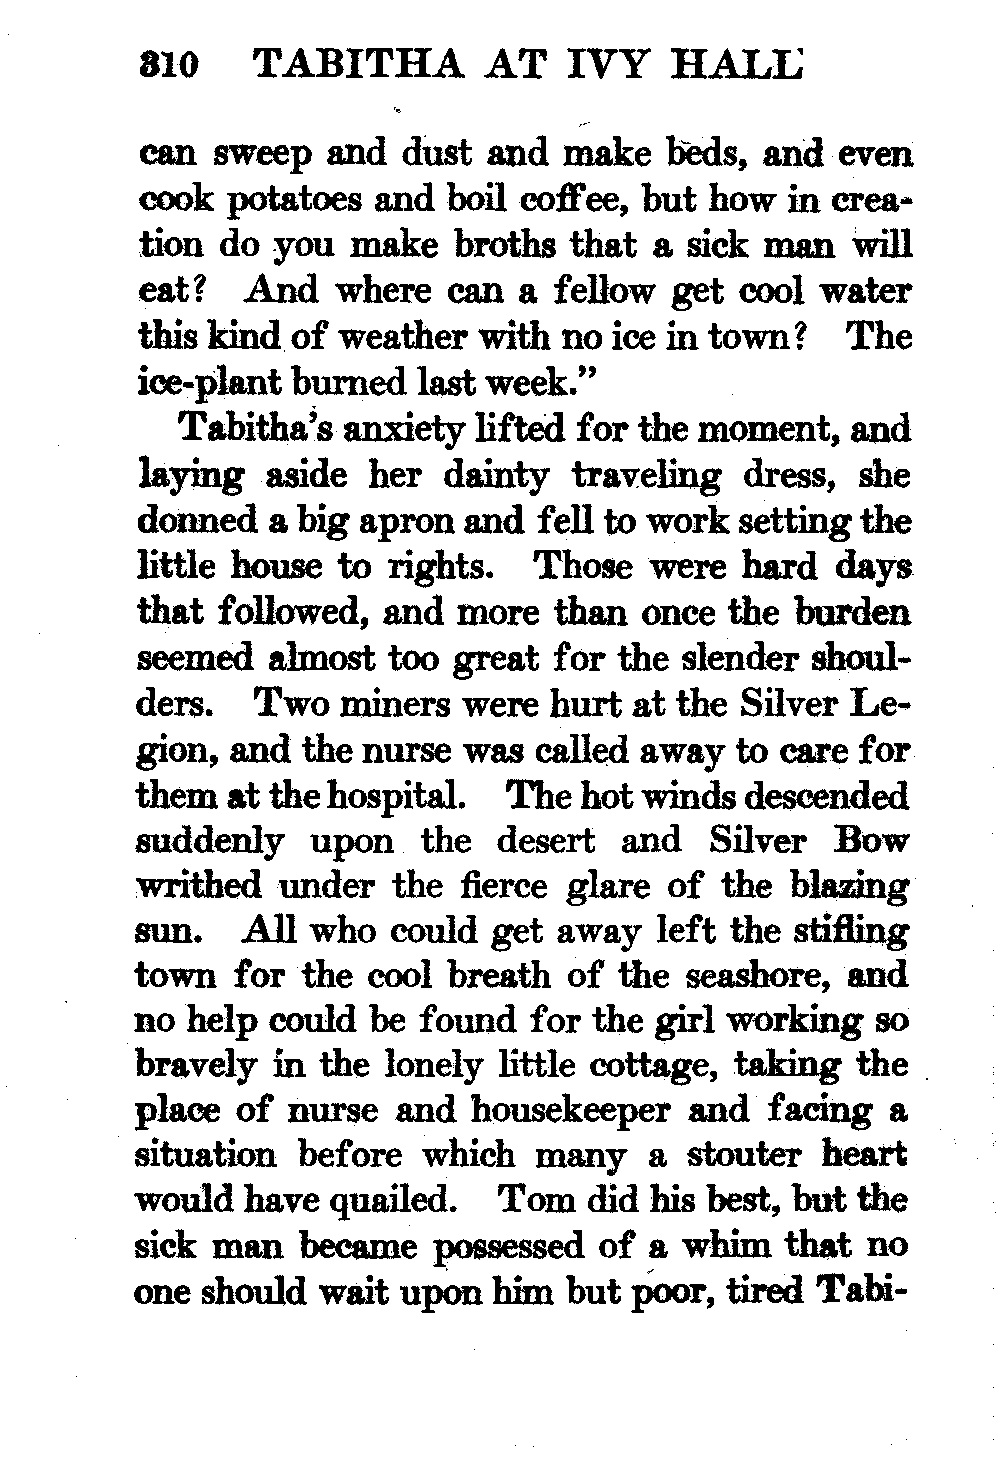 310 TABITHA AT IVY HALL
can sweep and dust and make beds, and even
cook potatoes and boil coffee, but how in crea-
tion do you make broths that a sick man will
eat? And where can a fellow get cool water
this kind of weather with no ice in town? The
ice-plant burned last week."
Tabitha's anxiety lifted for the moment, and
laying aside her dainty traveling dress, she
donned a big apron and fell to work setting the
little house to rights. Those were hard days
that followed, and more than once the burden
seemed almost too great for the slender shoul-
ders. Two miners were hurt at the Silver Le-
gion, and the nurse was called away to care for
them at the hospital. The hot winds descended
suddenly upon the desert and Silver Bow
writhed under the fierce glare of the blazing
sun. All who could get away left the stifling
town for the cool breath of the seashore, and
no help could be found for the girl working so
bravely in the lonely little cottage, taking the
place of nurse and housekeeper and facing a
situation before which many a stouter heart
would have quailed. Tom did his best, but the
sick man became possessed of a whim that no
one should wait upon him but poor, tired Tabi-